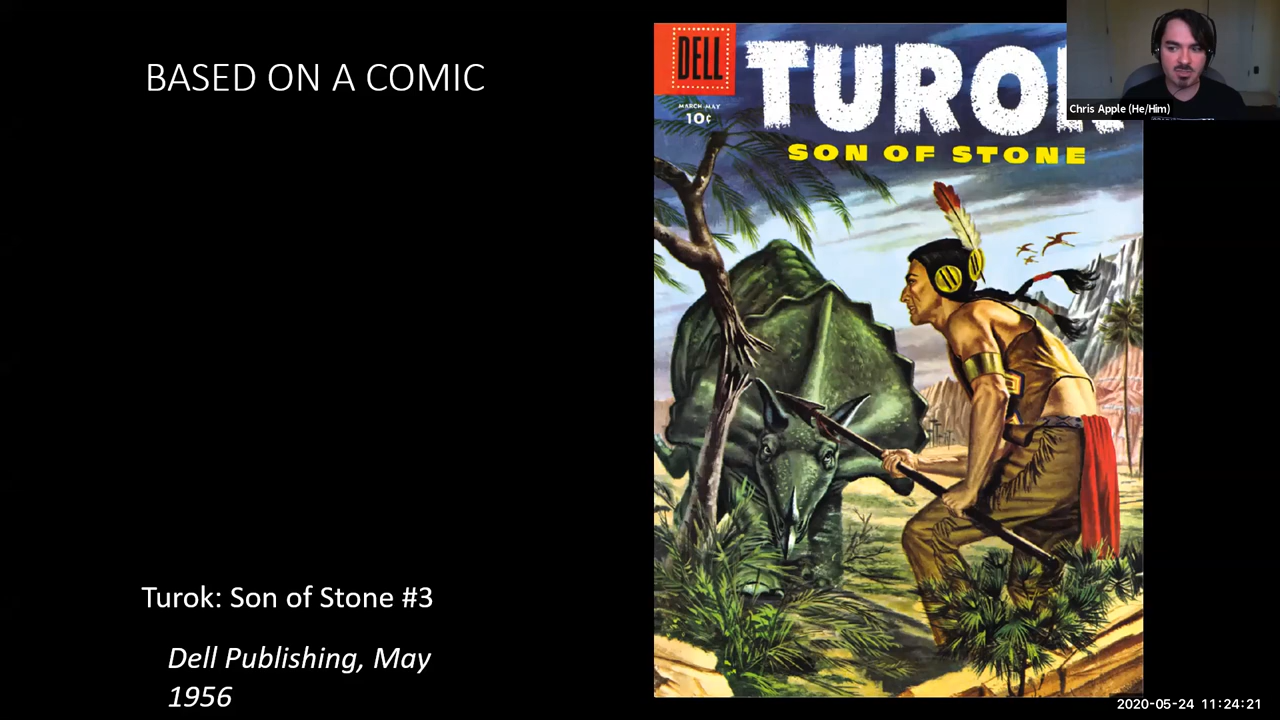 BASED ON A COMIC
DELL
MARCH-MAY
10¢
TUROK
SON OF STONE
Chris Apple (He/Him)
Turok: Son of Stone #3
Dell Publishing, May
1956
2020-05-24 11:24:21